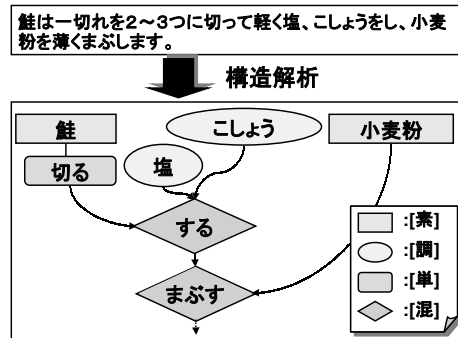 鮭は一切れを2~3つに切って軽く塩、こしょうをし、小麦
粉を薄くまぶします。
構造解析
鮭
こしょう
小麦粉
切る
塩
する
まぶす
:[素]
:[調]
:[単]
:[混]